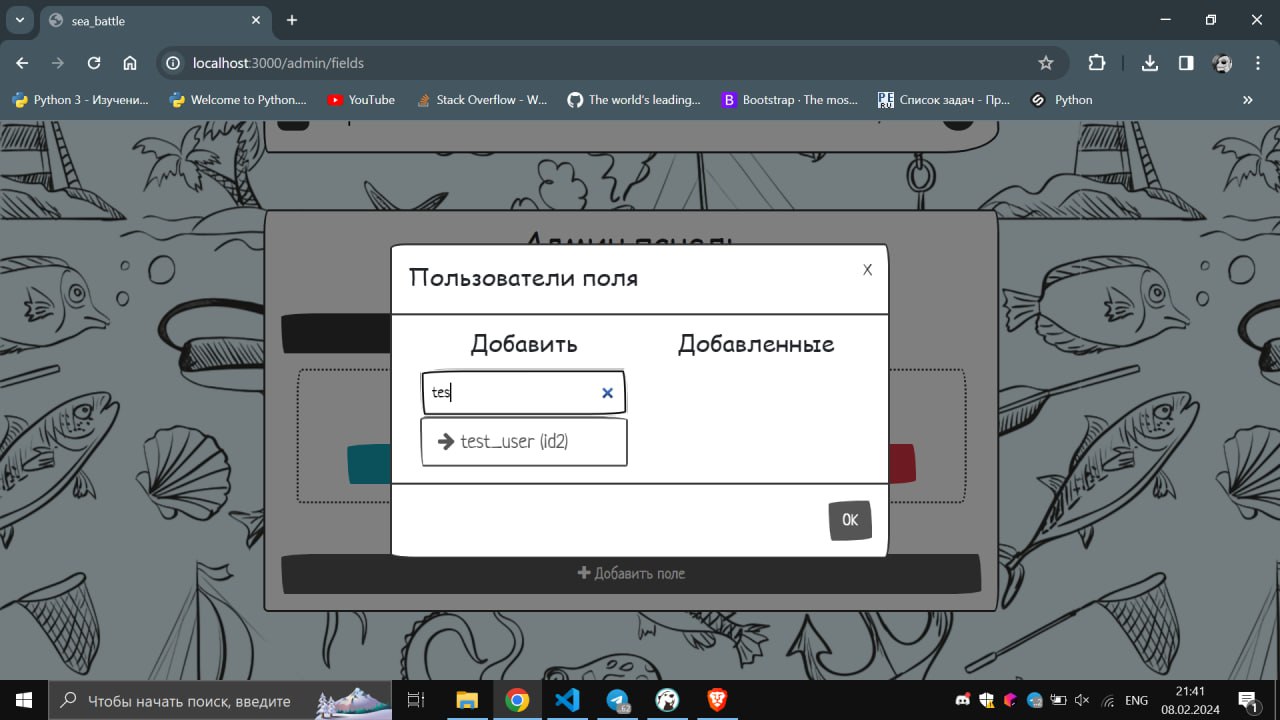 sea_battle
localhost:3000/admin/fields
Python 3 - Изучени...
Welcome to Python....
YouTube
Stack Overflow - W...
The world's leading...
Bootstrap · The mos...
Список задач - Пр...
Python
Админ панель
Пользователи поля
X
Добавить
Добавленные
tes
test_user (id2)
OK
Добавить поле
Чтобы начать поиск, введите
62
ENG
21:41
08.02.2024
1